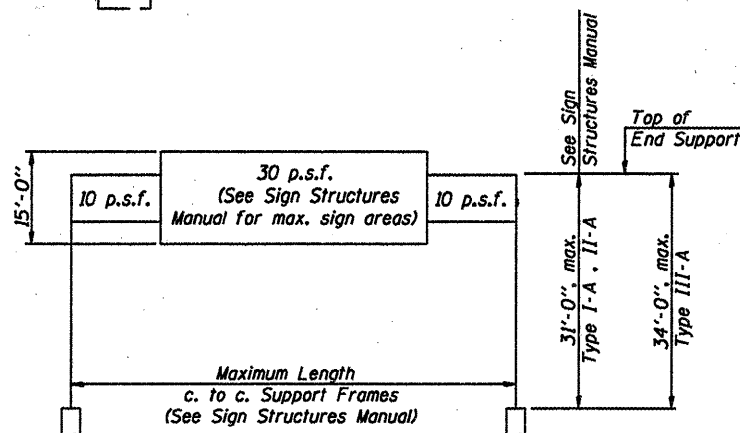 See Sign
Structures Manual
Top of
End Support
15'-0"
10 p.s.f.
30 p.s.f.
(See Sign Structures
Manual for max. sign areas)
10 p.s.f.
31'-0", max.
Type I-A , II-A
34'-0", max.
Type III-A
Maximum Length
c. to c. Support Frames
(See Sign Structures Manual)